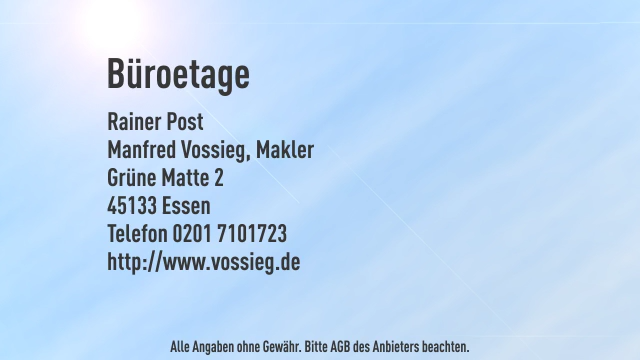 Büroetage
Rainer Post
Manfred Vossieg, Makler
Grüne Matte 2
45133 Essen
Telefon 0201 7101723
http://www.vossieg.de
Alle Angaben ohne Gewähr. Bitte AGB des Anbieters beachten.